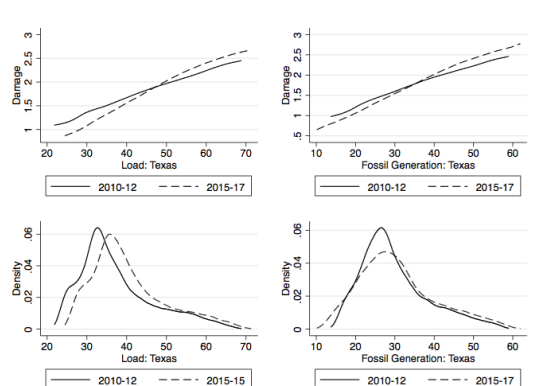 3
2.5
2
1.5
1
Damage
20 30 40 50 60 70
Load: Texas
2010-12 2015-17
3
2.5
2
1.5
1
.5
Damage
10 20 30 40 50 60
Fossil Generation: Texas
2010-12 2015-17
.06
.04
.02
0
Density
20 30 40 50 60 70
Load: Texas
2010-12 2015-15
.06
.04
.02
0
Density
10 20 30 40 50 60
Fossil Generation: Texas
2010-12 2015-17